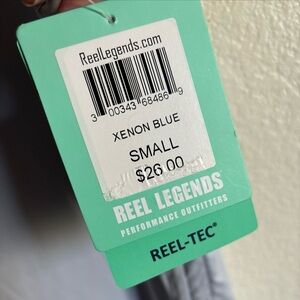 ReelLegends.com
3 00343 68486 9
XENON BLUE
SMALL
$26.00
REEL LEGENDS®
PERFORMANCE OUTFITTERS
REEL-TEC®